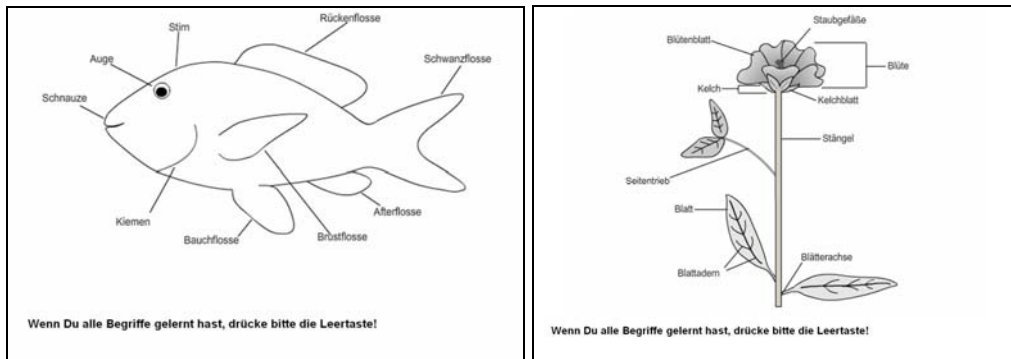 Rückenflosse
Stirn
Schwanzflosse
Auge
Schnauze
Kiemen
Afterflosse
Bauchflosse
Brustflosse
Wenn Du alle Begriffe gelernt hast, drücke bitte die Leertaste!
Staubgefäße
Blütenblatt
Blüte
Kelch
Kelchblatt
Stängel
Seitentrieb
Blatt
Blätterachse
Blattadern
Wenn Du alle Begriffe gelernt hast, drücke bitte die Leertaste!